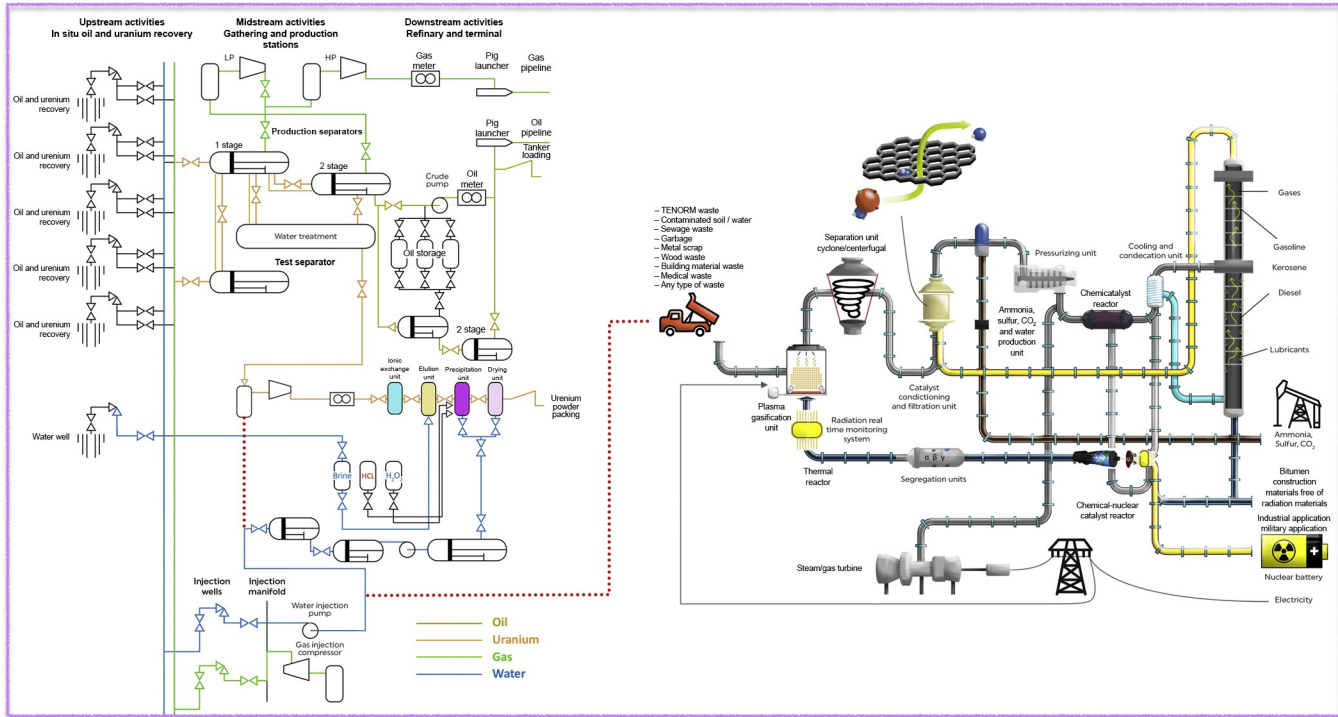 Upstream activities
In situ oil and uranium recovery
Midstream activities
Gathering and production
stations
Downstream activities
Refinary and terminal
LP
HP
Gas
meter
Pig
launcher
Gas
pipeline
Oil and urenium
recovery
Oil and urenium
recovery
Oil and urenium
recovery
Oil and urenium
recovery
Oil and urenium
recovery
Production separators
1 stage
2 stage
Pig
launcher
Oil
pipeline
Tanker
loading
Crude
pump
Oil
meter
Water treatment
Oil storage
Test separator
2 stage
Ionic
exchange unit
Elution
unit
Precipitation
unit
Drying
unit
Urenium
powder
packing
Water well
Brine
HCL
H₂O₂
Injection
wells
Injection
manifold
Water injection
pump
Gas injection
compressor
Oil
Uranium
Gas
Water
– TENORM waste
– Contaminated soil / water
– Sewage waste
– Garbage
– Metal scrap
– Wood waste
– Building material waste
– Medical waste
– Any type of waste
Separation unit
cyclone/centerfugal
Pressurizing unit
Cooling and
condecation unit
Gases
Gasoline
Kerosene
Diesel
Lubricants
Chemicatalyst
reactor
Ammonia,
sulfur, CO₂
and water
production
unit
Catalyst
condctioning
and filtration unit
Plasma
gasification
unit
Radiation real
time monitoring
system
Thermal
reactor
α β γ
Segregation units
Chemical-nuclear
catalyst reactor
Ammonia,
Sulfur, CO₂
Bitumen
construction
materials free of
radiation materials
Industrial application
military application
Nuclear battery
Steam/gas turbine
Electricity